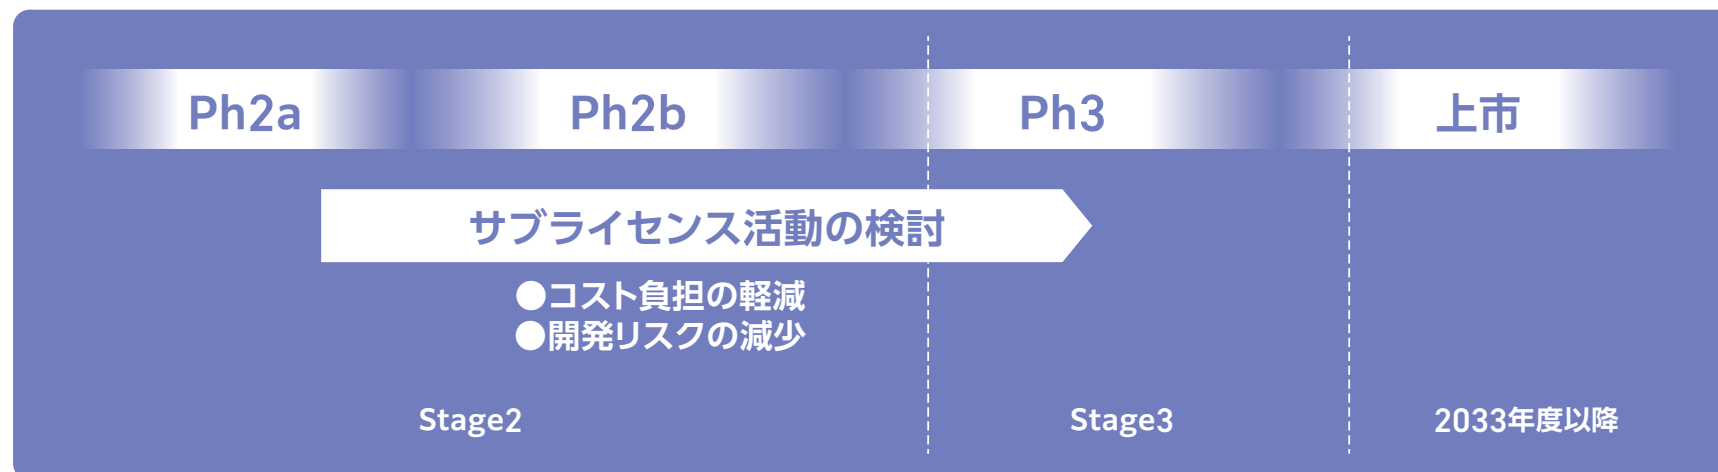 Ph2a Ph2b Ph3 上市
サブライセンス活動の検討
●コスト負担の軽減
●開発リスクの減少
Stage2 Stage3 2033年度以降